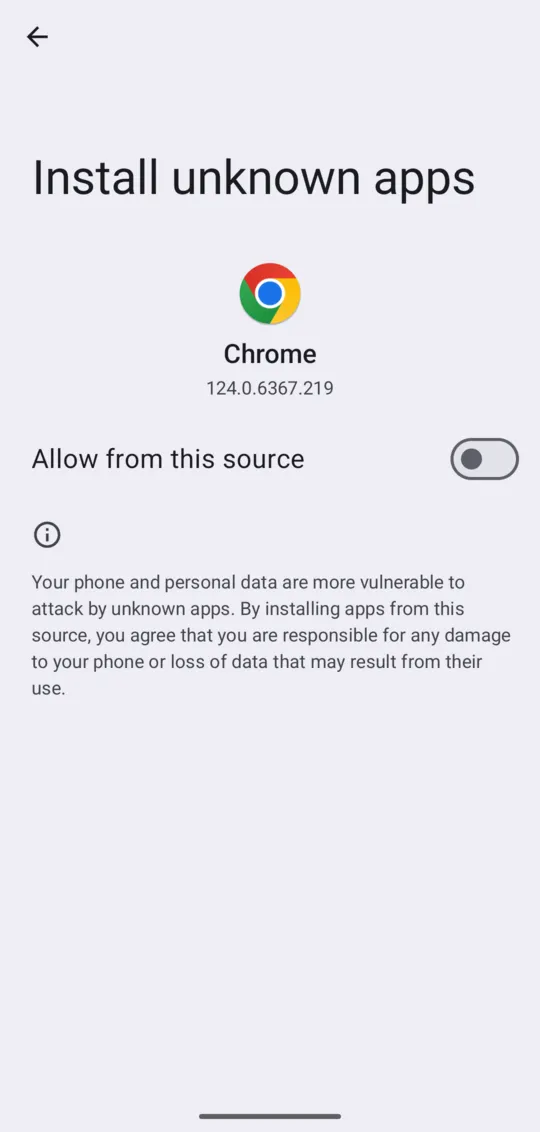 Install unknown apps
Chrome
124.0.6367.219
Allow from this source
Your phone and personal data are more vulnerable to
attack by unknown apps. By installing apps from this
source, you agree that you are responsible for any damage
to your phone or loss of data that may result from their
use.